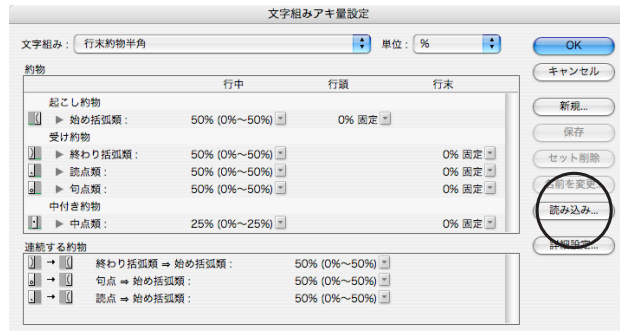 文字組みアキ量設定
文字組み： 行末約物半角 単位： % OK
約物 キャンセル
行中 行頭 行末
起こし約物 新規...
始め括弧類： 50% (0%〜50%) 0% 固定
受け約物 保存
終わり括弧類： 50% (0%〜50%) 0% 固定 セット削除
読点類： 50% (0%〜50%) 0% 固定
句点類： 50% (0%〜50%) 0% 固定 名前を変更...
中付き約物 読み込み...
中点類： 25% (0%〜25%) 0% 固定
連続する約物 詳細設定...
終わり括弧類 ⇒ 始め括弧類： 50% (0%〜50%)
句点 ⇒ 始め括弧類： 50% (0%〜50%)
読点 ⇒ 始め括弧類： 50% (0%〜50%)